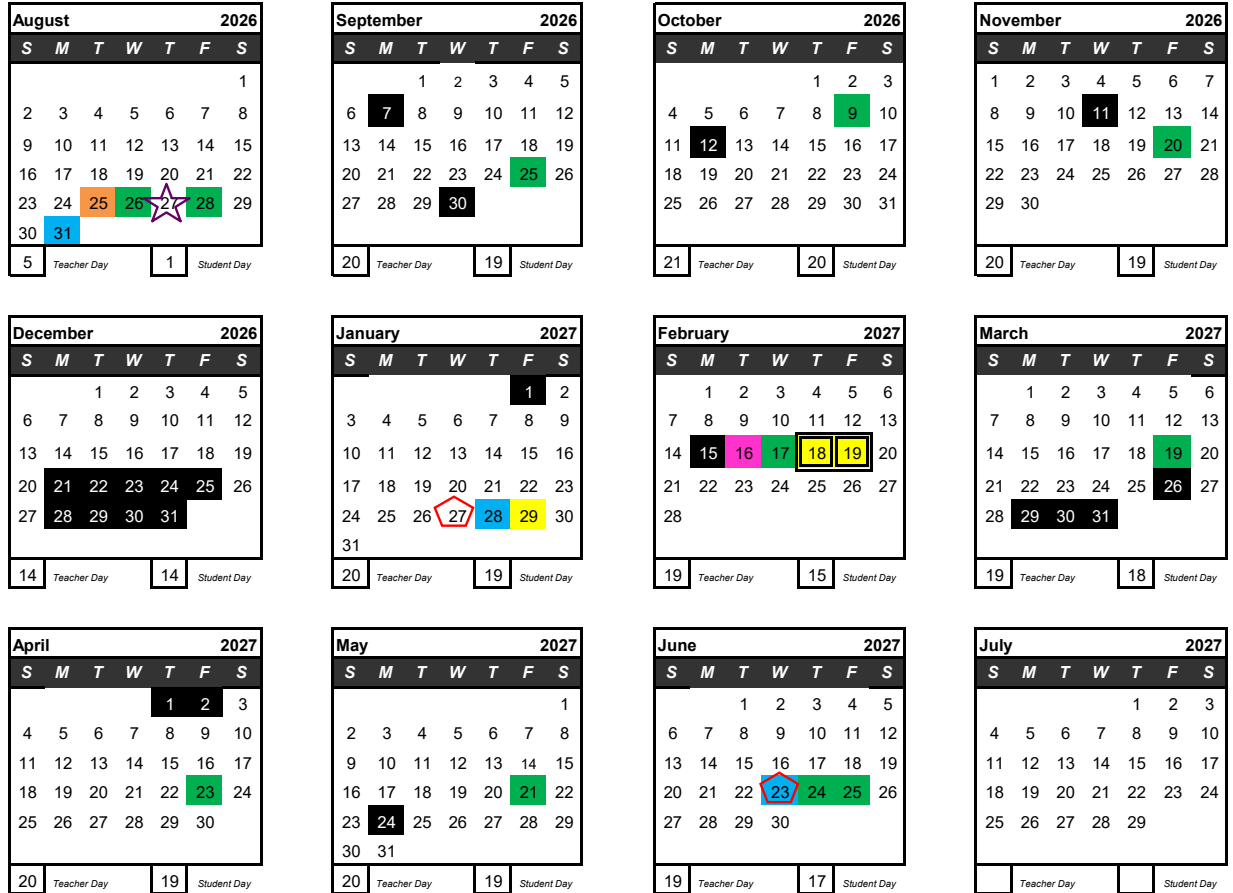 August 2026
S M T W T F S
1
2 3 4 5 6 7 8
9 10 11 12 13 14 15
16 17 18 19 20 21 22
23 24 25 26 27 28 29
30 31
5 Teacher Day 1 Student Day
September 2026
S M T W T F S
1 2 3 4 5
6 7 8 9 10 11 12
13 14 15 16 17 18 19
20 21 22 23 24 25 26
27 28 29 30
20 Teacher Day 19 Student Day
October 2026
S M T W T F S
1 2 3
4 5 6 7 8 9 10
11 12 13 14 15 16 17
18 19 20 21 22 23 24
25 26 27 28 29 30 31
21 Teacher Day 20 Student Day
November 2026
S M T W T F S
1 2 3 4 5 6 7
8 9 10 11 12 13 14
15 16 17 18 19 20 21
22 23 24 25 26 27 28
29 30
20 Teacher Day 19 Student Day
December 2026
S M T W T F S
1 2 3 4 5
6 7 8 9 10 11 12
13 14 15 16 17 18 19
20 21 22 23 24 25 26
27 28 29 30 31
14 Teacher Day 14 Student Day
January 2027
S M T W T F S
1 2
3 4 5 6 7 8 9
10 11 12 13 14 15 16
17 18 19 20 21 22 23
24 25 26 27 28 29 30
31
20 Teacher Day 19 Student Day
February 2027
S M T W T F S
1 2 3 4 5 6
7 8 9 10 11 12 13
14 15 16 17 18 19 20
21 22 23 24 25 26 27
28
19 Teacher Day 15 Student Day
March 2027
S M T W T F S
1 2 3 4 5 6
7 8 9 10 11 12 13
14 15 16 17 18 19 20
21 22 23 24 25 26 27
28 29 30 31
19 Teacher Day 18 Student Day
April 2027
S M T W T F S
1 2 3
4 5 6 7 8 9 10
11 12 13 14 15 16 17
18 19 20 21 22 23 24
25 26 27 28 29 30
20 Teacher Day 19 Student Day
May 2027
S M T W T F S
1
2 3 4 5 6 7 8
9 10 11 12 13 14 15
16 17 18 19 20 21 22
23 24 25 26 27 28 29
30 31
20 Teacher Day 19 Student Day
June 2027
S M T W T F S
1 2 3 4 5
6 7 8 9 10 11 12
13 14 15 16 17 18 19
20 21 22 23 24 25 26
27 28 29 30
19 Teacher Day 17 Student Day
July 2027
S M T W T F S
1 2 3
4 5 6 7 8 9 10
11 12 13 14 15 16 17
18 19 20 21 22 23 24
25 26 27 28 29
Teacher Day Student Day